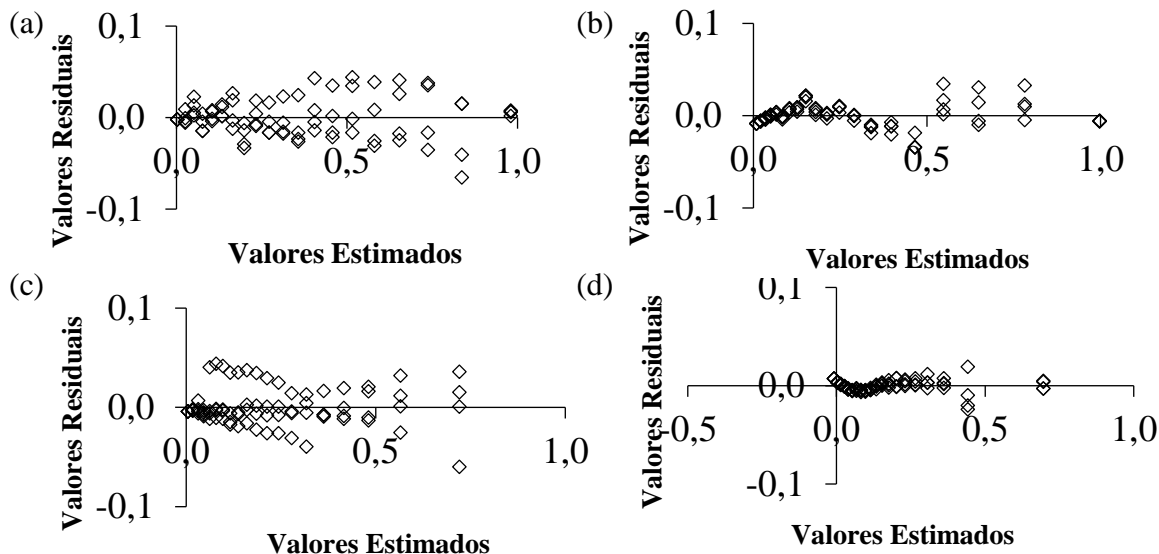 (a)
0,1
0,0
-0,1
0,5
1,0
Valores Residuais
Valores Estimados
(b)
0,1
0,0
-0,1
0,0
0,5
1,0
Valores Residuais
Valores Estimados
(c)
0,1
0,0
-0,1
0,0
0,5
1,0
Valores Residuais
Valores Estimados
(d)
0,1
0,0
-0,1
-0,5
0,0
0,5
1,0
Valores Residuais
Valores Estimados